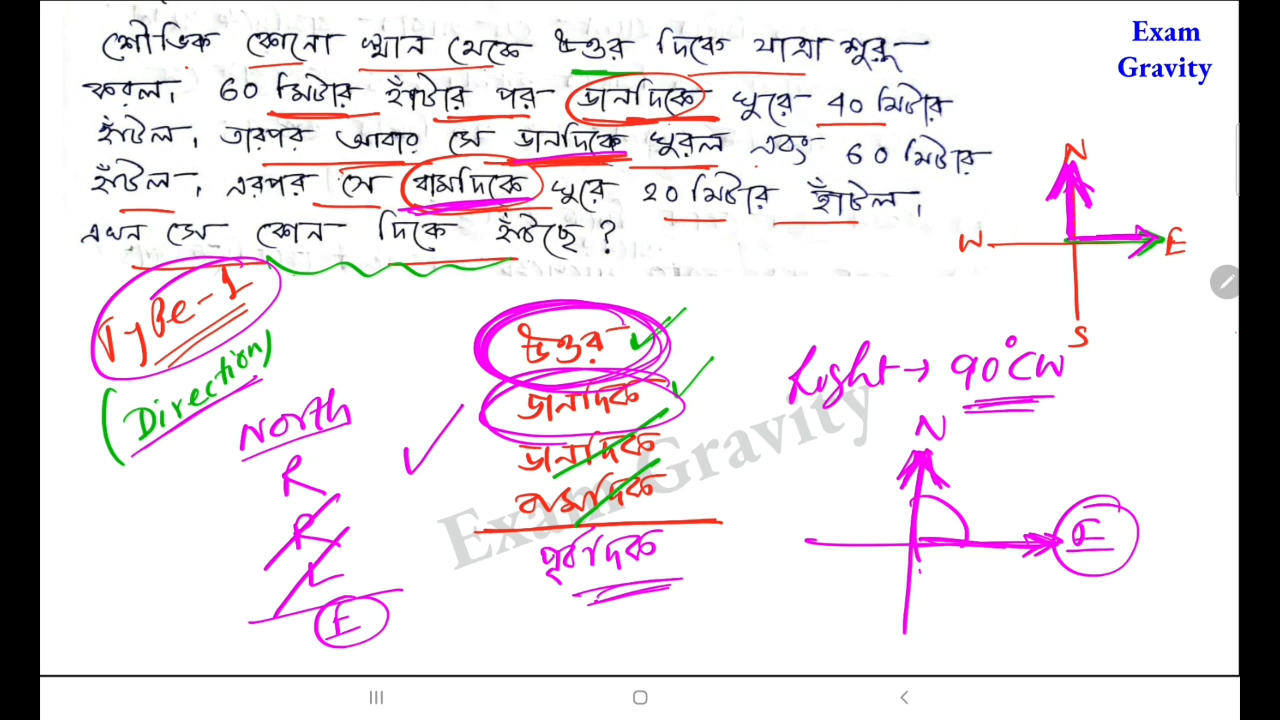 শৌভিক কোনো স্থান থেকে উত্তর দিকে যাত্রা শুরু
করল। 60 মিটার হাঁটার পর ডানদিকে ঘুরে 40 মিটার
হাঁটল। তারপর আবার সে ডানদিকে ঘুরল এবং 60 মিটার
হাঁটল। এরপর সে বামদিকে ঘুরে 20 মিটার হাঁটল।
এখন সে কোন দিকে হাঁটছে?
Exam
Gravity
N
W
E
S
Type-1
(Direction)
North
R
R
L
E
উত্তর
ডানদিক
ডানদিক
বামদিক
পূর্বদিক
Right → 90° CW
N
E
Exam Gravity